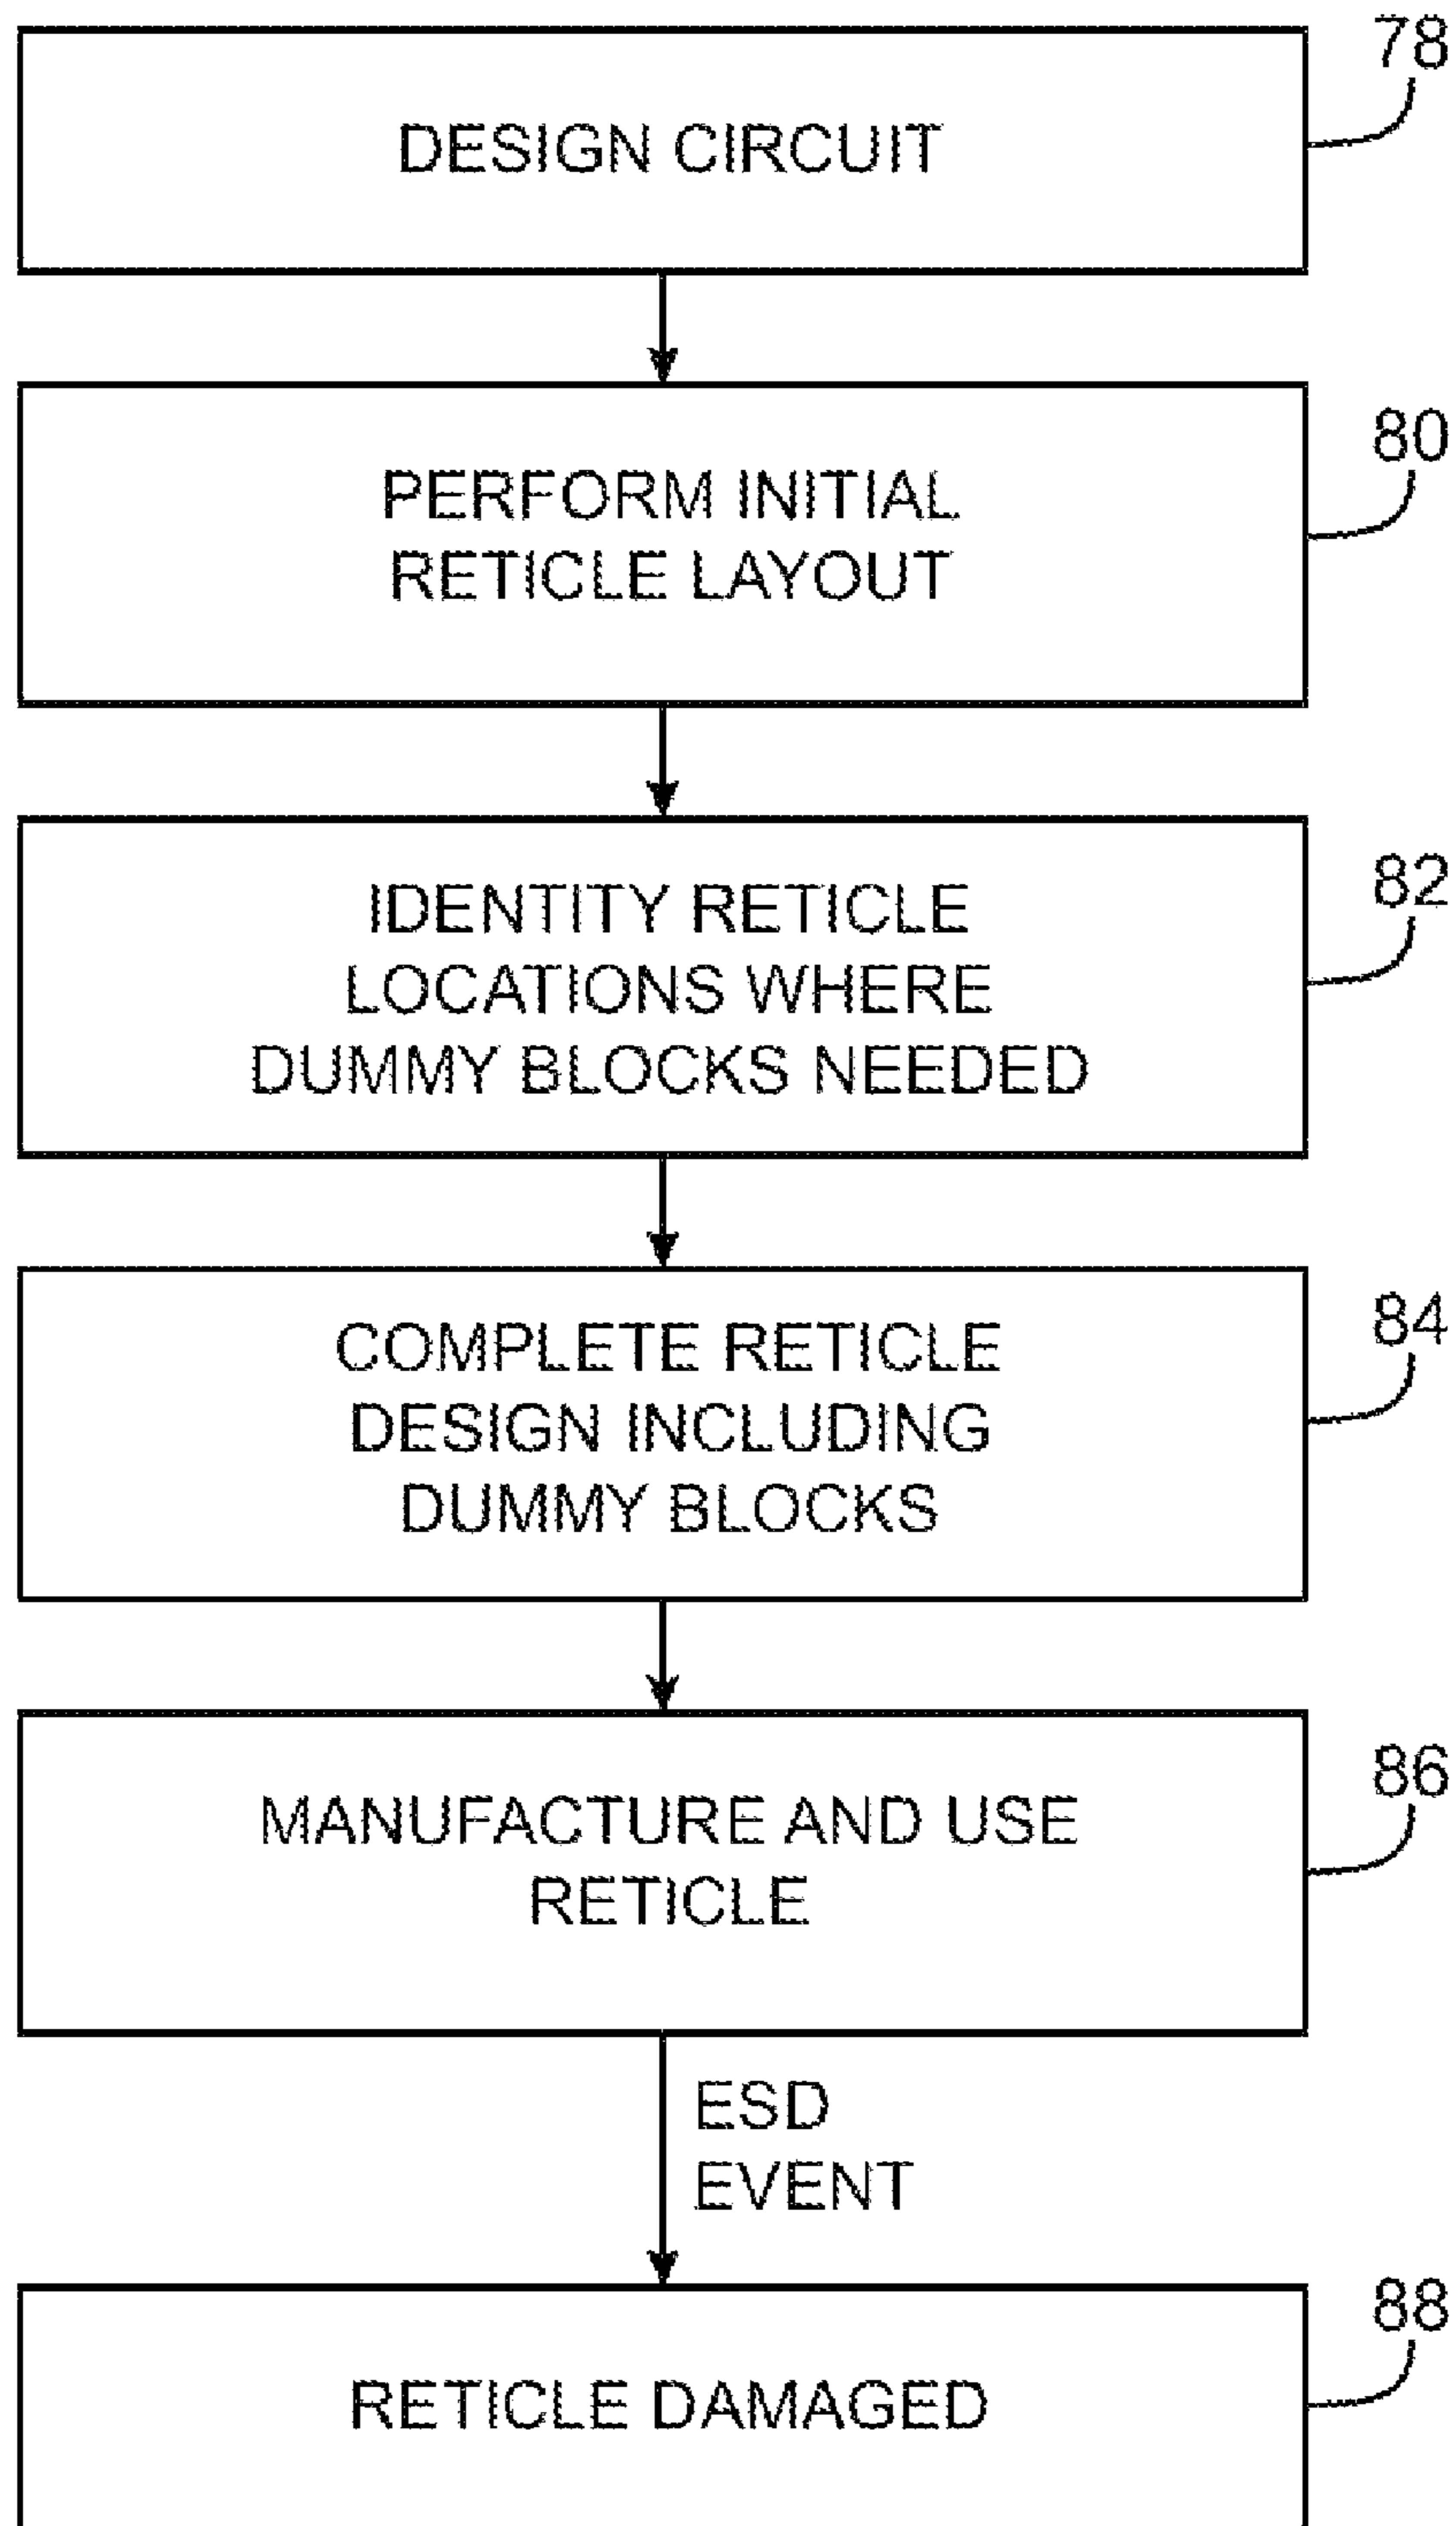 78
DESIGN CIRCUIT
80
PERFORM INITIAL
RETICLE LAYOUT
82
IDENTITY RETICLE
LOCATIONS WHERE
DUMMY BLOCKS NEEDED
84
COMPLETE RETICLE
DESIGN INCLUDING
DUMMY BLOCKS
86
MANUFACTURE AND USE
RETICLE
ESD
EVENT
88
RETICLE DAMAGED